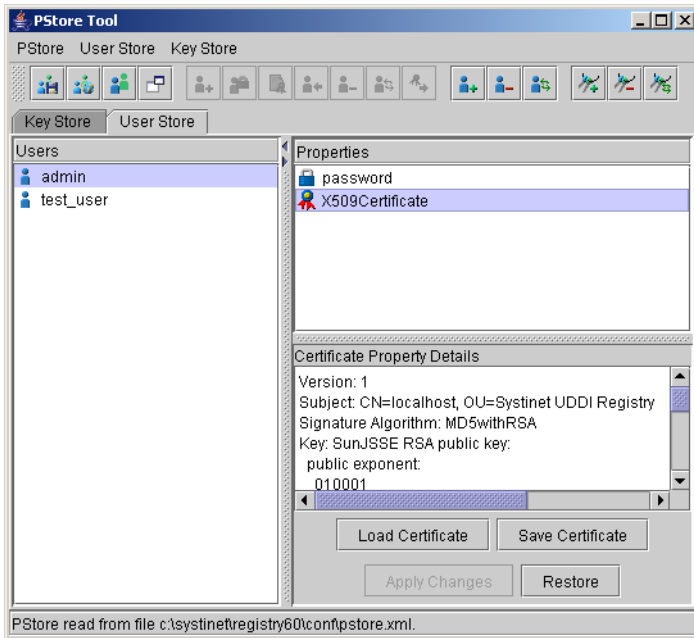 PStore Tool
PStore User Store Key Store
Key Store User Store
Users
admin
test_user
Properties
password
X509Certificate
Certificate Property Details
Version: 1
Subject: CN=localhost, OU=Systinet UDDI Registry
Signature Algorithm: MD5withRSA
Key: SunJSSE RSA public key:
public exponent:
010001
Load Certificate Save Certificate
Apply Changes Restore
PStore read from file c:\systinet\registry60\conf\pstore.xml.